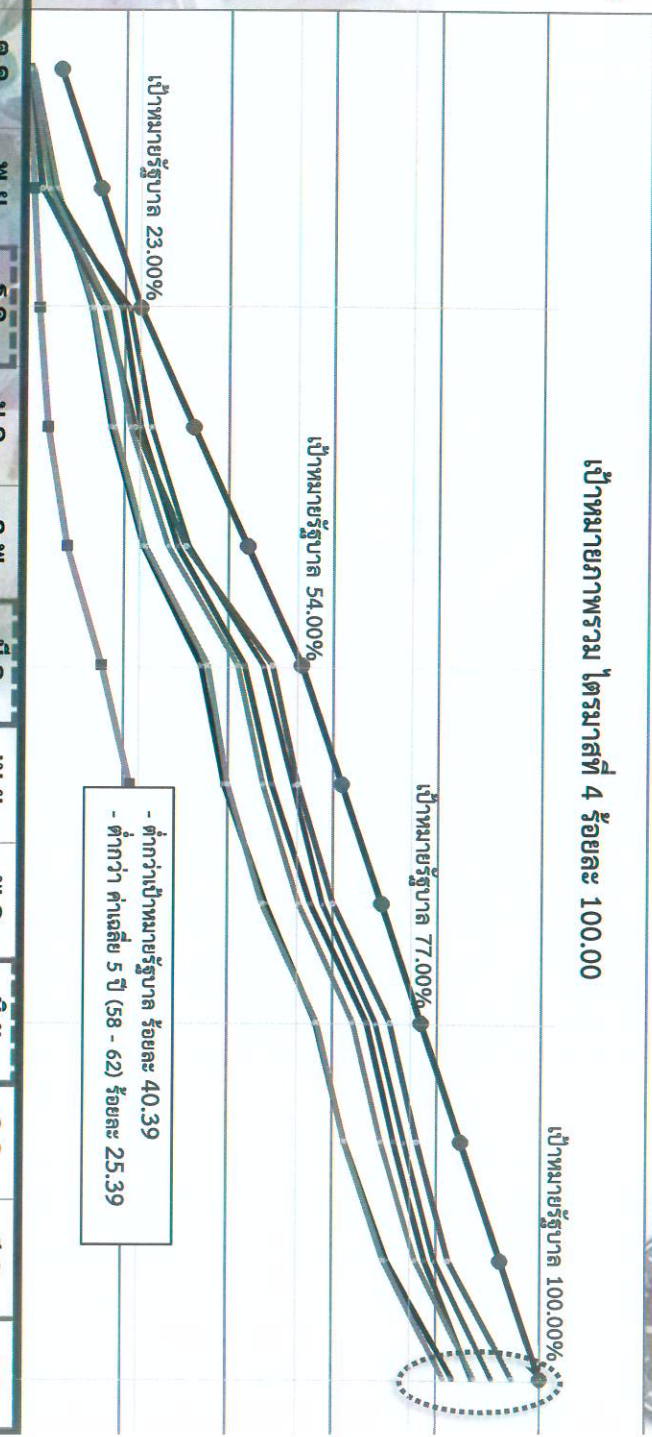 เป้าหมายภาพรวม ไตรมาสที่ 4 ร้อยละ 100.00
เป้าหมายรัฐบาล 23.00%
เป้าหมายรัฐบาล 54.00%
เป้าหมายรัฐบาล 77.00%
เป้าหมายรัฐบาล 100.00%
- ต่ำกว่าเป้าหมายรัฐบาล ร้อยละ 40.39
- ต่ำกว่า ค่าเฉลี่ย 5 ปี (58 - 62) ร้อยละ 25.39